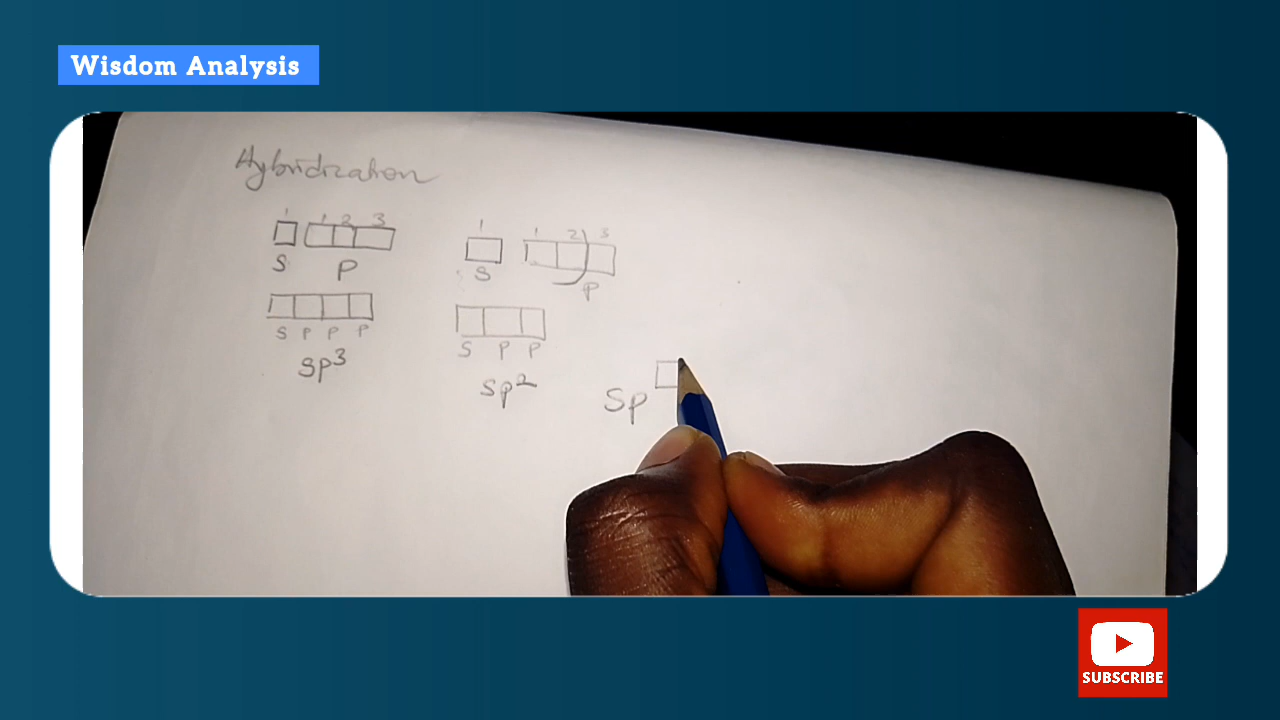 Wisdom Analysis
Hybridization
1 1 2 3
S P
S P P P
sp³
1 1 2 3
S P
S P P
sp²
Sp
SUBSCRIBE